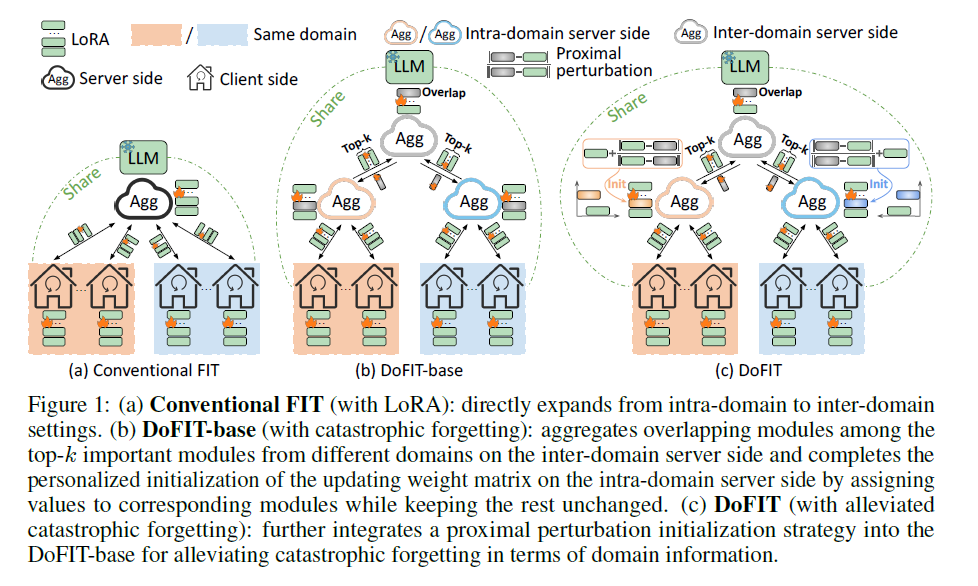 LoRA / Same domain Agg / Agg Intra-domain server side Agg Inter-domain server side
Agg Server side Client side Proximal perturbation
LLM
Share
Agg
(a) Conventional FIT
LLM
Overlap
Share
Agg
Top-k Top-k
Agg Agg
(b) DoFIT-base
LLM
Overlap
Share
Agg
Top-k Top-k
Init Init
Agg Agg
(c) DoFIT
Figure 1: (a) Conventional FIT (with LoRA): directly expands from intra-domain to inter-domain
settings. (b) DoFIT-base (with catastrophic forgetting): aggregates overlapping modules among the
top-k important modules from different domains on the inter-domain server side and completes the
personalized initialization of the updating weight matrix on the intra-domain server side by assigning
values to corresponding modules while keeping the rest unchanged. (c) DoFIT (with alleviated
catastrophic forgetting): further integrates a proximal perturbation initialization strategy into the
DoFIT-base for alleviating catastrophic forgetting in terms of domain information.